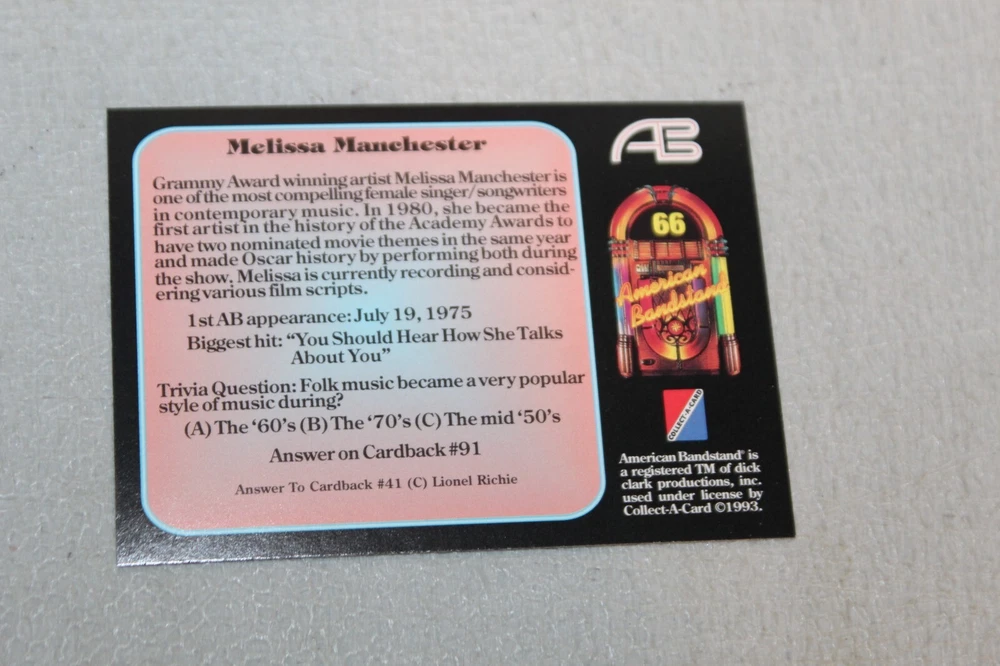 Melissa Manchester
Grammy Award winning artist Melissa Manchester is
one of the most compelling female singer/songwriters
in contemporary music. In 1980, she became the
first artist in the history of the Academy Awards to
have two nominated movie themes in the same year
and made Oscar history by performing both during
the show. Melissa is currently recording and consid-
ering various film scripts.
1st AB appearance: July 19, 1975
Biggest hit: “You Should Hear How She Talks
About You”
Trivia Question: Folk music became a very popular
style of music during?
(A) The ‘60’s (B) The ‘70’s (C) The mid ‘50’s
Answer on Cardback #91
Answer To Cardback #41 (C) Lionel Richie
AB
66
American
Bandstand
COLLECT-A-CARD
American Bandstand® is
a registered TM of dick
clark productions, inc.
used under license by
Collect-A-Card ©1993.